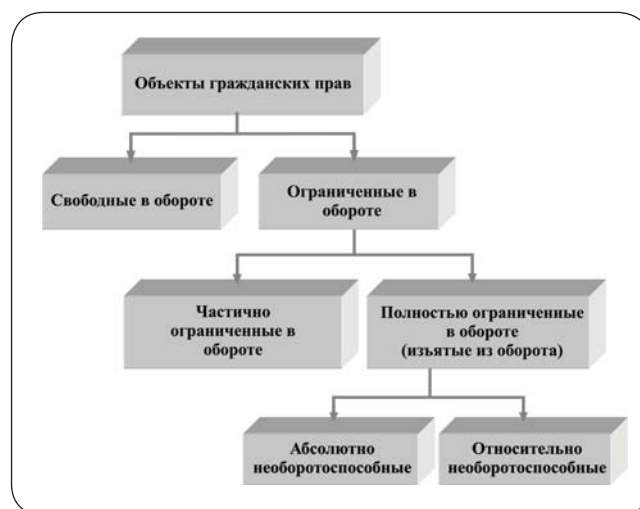 Объекты гражданских прав
Свободные в обороте
Ограниченные в
обороте
Частично
ограниченные в
обороте
Полностью ограниченные
в обороте
(изъятые из оборота)
Абсолютно
необоротоспособные
Относительно
необоротоспособные